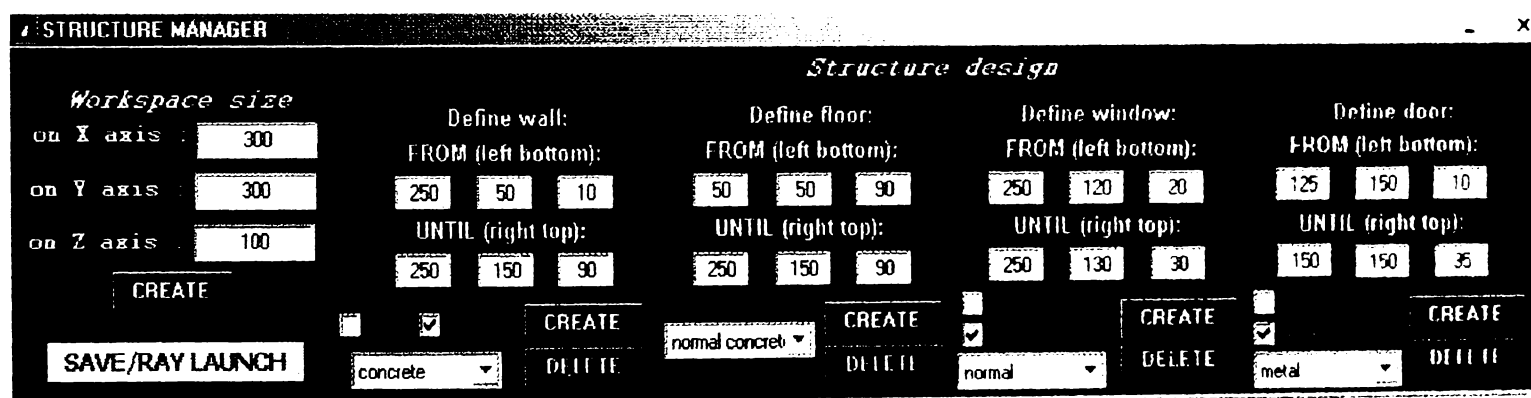 STRUCTURE MANAGER
Structure design
Workspace size
on X axis : 300
on Y axis : 300
on Z axis : 100
CREATE
SAVE/RAY LAUNCH
Define wall:
FROM (left bottom):
250 50 10
UNTIL (right top):
250 150 90
CREATE
concrete
DELETE
Define floor:
FROM (left bottom):
50 50 90
UNTIL (right top):
250 150 90
CREATE
normal concret
DELETE
Define window:
FROM (left bottom):
250 120 20
UNTIL (right top):
250 130 30
CREATE
normal
DELETE
Define door:
FROM (left bottom):
125 150 10
UNTIL (right top):
150 150 35
CREATE
metal
DELETE